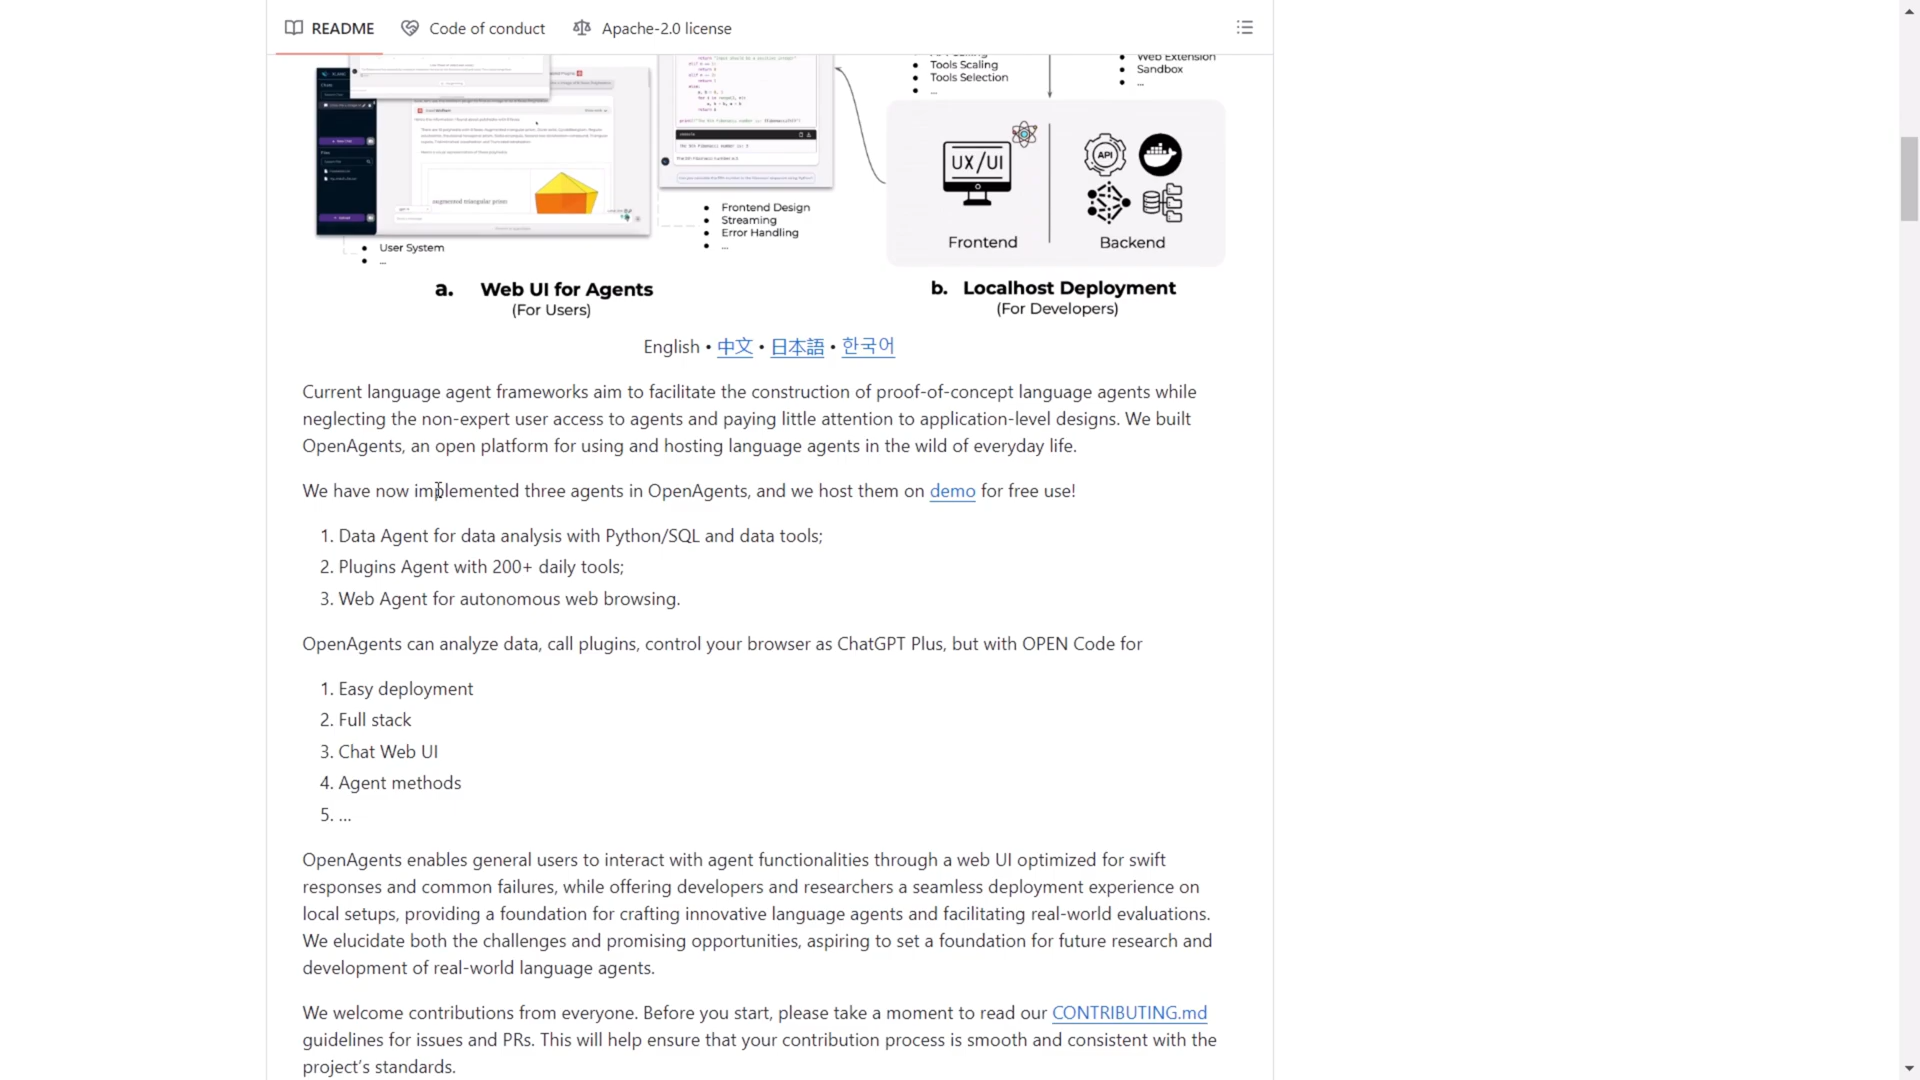 README
Code of conduct
Apache-2.0 license
Tools Scaling
Tools Selection
...
Web Extension
Sandbox
...
augmented triangular prism
The 5th Fibonacci number is: 3
Frontend Design
Streaming
Error Handling
...
User System
...
UX/UI
API
Frontend
Backend
a. Web UI for Agents
(For Users)
b. Localhost Deployment
(For Developers)
English • 中文 • 日本語 • 한국어
Current language agent frameworks aim to facilitate the construction of proof-of-concept language agents while
neglecting the non-expert user access to agents and paying little attention to application-level designs. We built
OpenAgents, an open platform for using and hosting language agents in the wild of everyday life.
We have now implemented three agents in OpenAgents, and we host them on demo for free use!
1. Data Agent for data analysis with Python/SQL and data tools;
2. Plugins Agent with 200+ daily tools;
3. Web Agent for autonomous web browsing.
OpenAgents can analyze data, call plugins, control your browser as ChatGPT Plus, but with OPEN Code for
1. Easy deployment
2. Full stack
3. Chat Web UI
4. Agent methods
5. ...
OpenAgents enables general users to interact with agent functionalities through a web UI optimized for swift
responses and common failures, while offering developers and researchers a seamless deployment experience on
local setups, providing a foundation for crafting innovative language agents and facilitating real-world evaluations.
We elucidate both the challenges and promising opportunities, aspiring to set a foundation for future research and
development of real-world language agents.
We welcome contributions from everyone. Before you start, please take a moment to read our CONTRIBUTING.md
guidelines for issues and PRs. This will help ensure that your contribution process is smooth and consistent with the
project's standards.